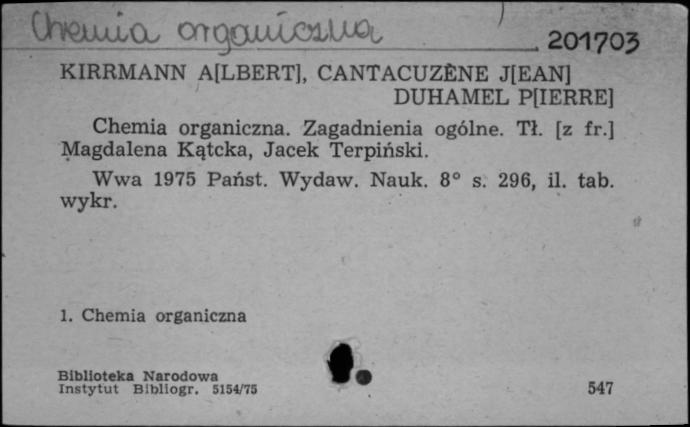 Chemia organiczna
201703
KIRRMANN A[LBERT], CANTACUZÈNE J[EAN]
DUHAMEL P[IERRE]
Chemia organiczna. Zagadnienia ogólne. Tł. [z fr.]
Magdalena Kątcka, Jacek Terpiński.
Wwa 1975 Państ. Wydaw. Nauk. 8° s. 296, il. tab.
wykr.
1. Chemia organiczna
Biblioteka Narodowa
Instytut Bibliogr. 5154/75
547